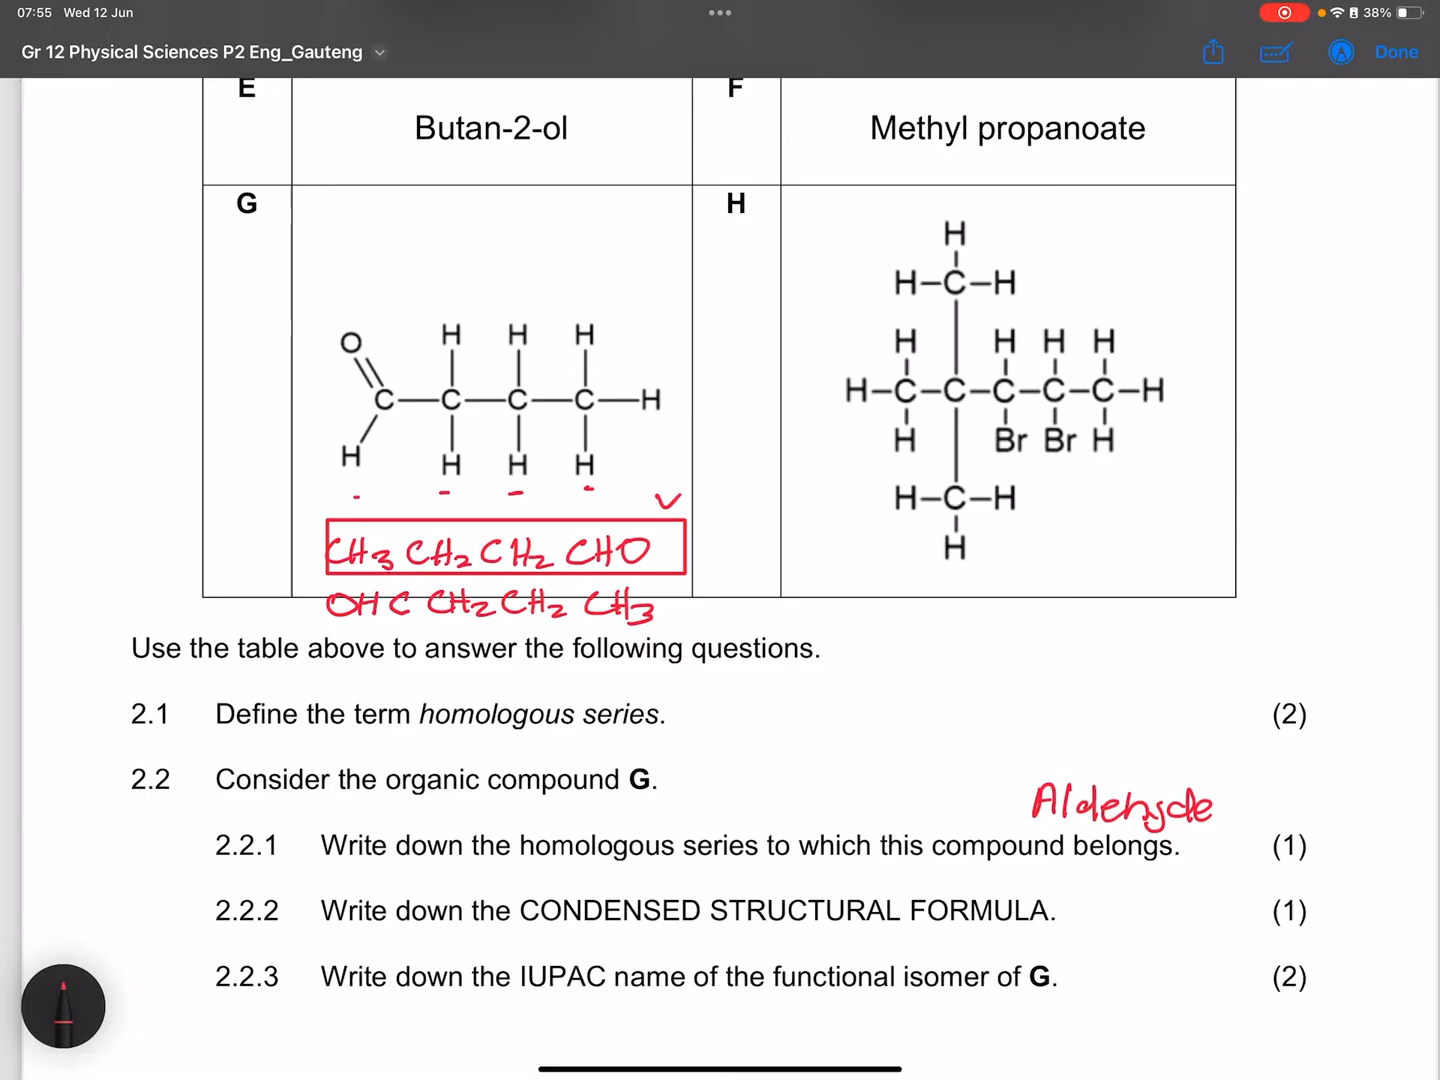 07:55 Wed 12 Jun
38%
Gr 12 Physical Sciences P2 Eng_Gauteng
Done
E
Butan-2-ol
F
Methyl propanoate
G
O H H H
C—C—C—C—H
H H H H
CH3 CH2 CH2 CHO
OHC CH2 CH2 CH3
H
H
H–C–H
H H H H
H–C–C–C–C–C–H
H Br Br H
H–C–H
H
Use the table above to answer the following questions.
2.1 Define the term homologous series. (2)
2.2 Consider the organic compound G.
Aldehyde
2.2.1 Write down the homologous series to which this compound belongs. (1)
2.2.2 Write down the CONDENSED STRUCTURAL FORMULA. (1)
2.2.3 Write down the IUPAC name of the functional isomer of G. (2)